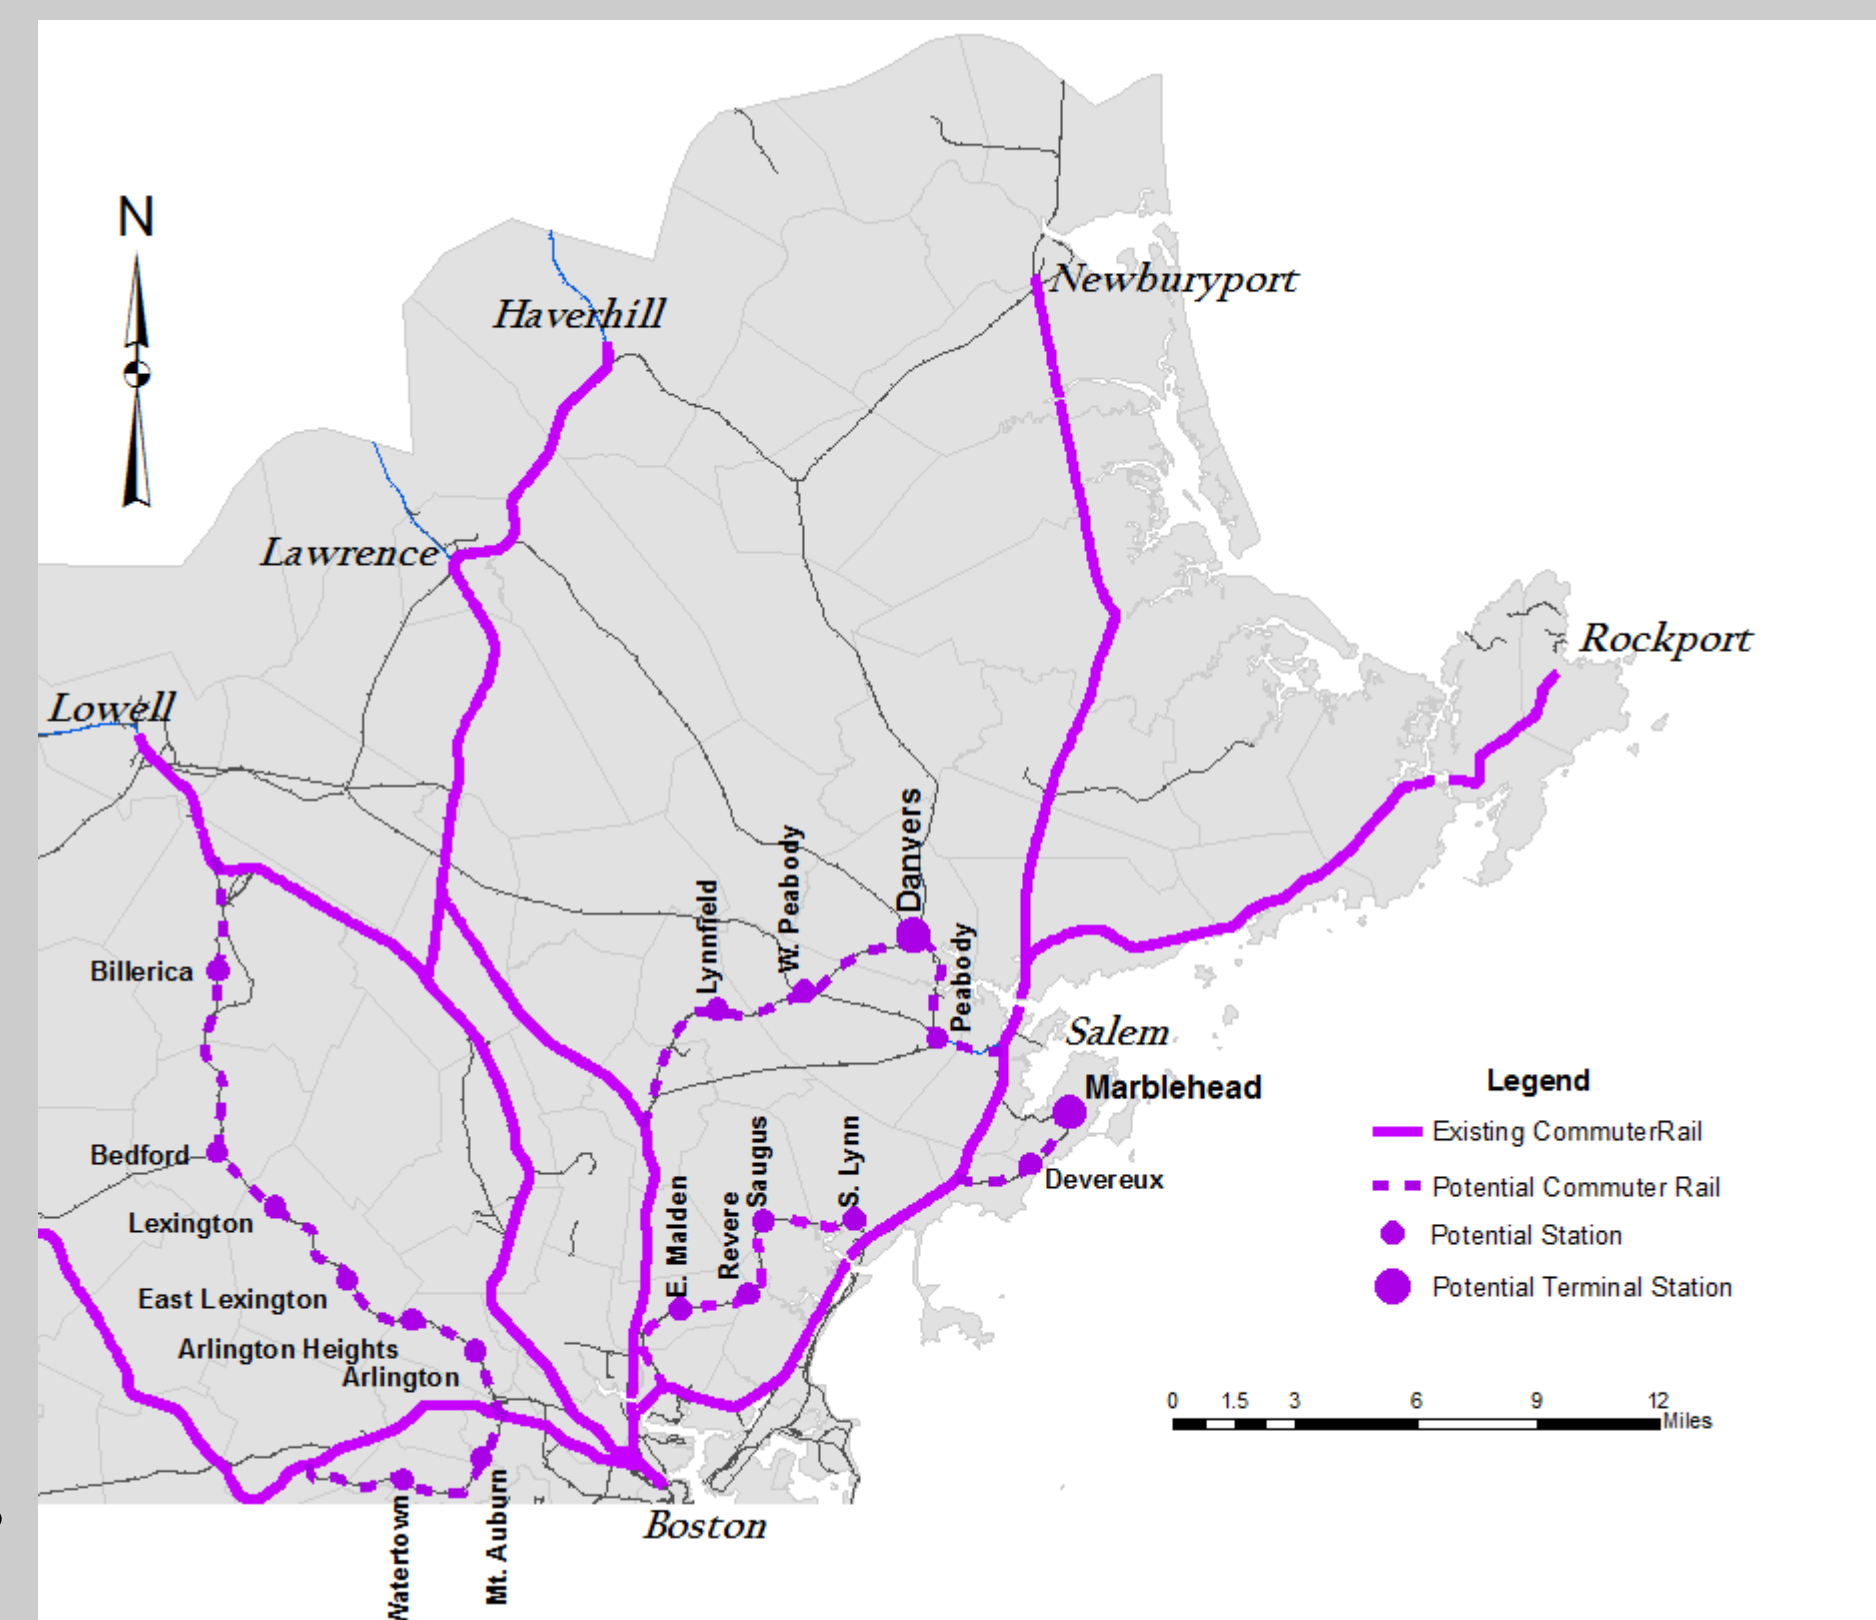 N
Newburyport
Haverhill
Lawrence
Rockport
Lowell
Danvers
W. Peabody
Lynnfield
Peabody
Billerica
Salem
Marblehead
Saugus
S. Lynn
Bedford
Devereux
E. Malden
Revere
Lexington
East Lexington
Arlington Heights
Arlington
Watertown
Mt. Auburn
Boston
Legend
Existing CommuterRail
Potential Commuter Rail
Potential Station
Potential Terminal Station
0 1.5 3 6 9 12
Miles